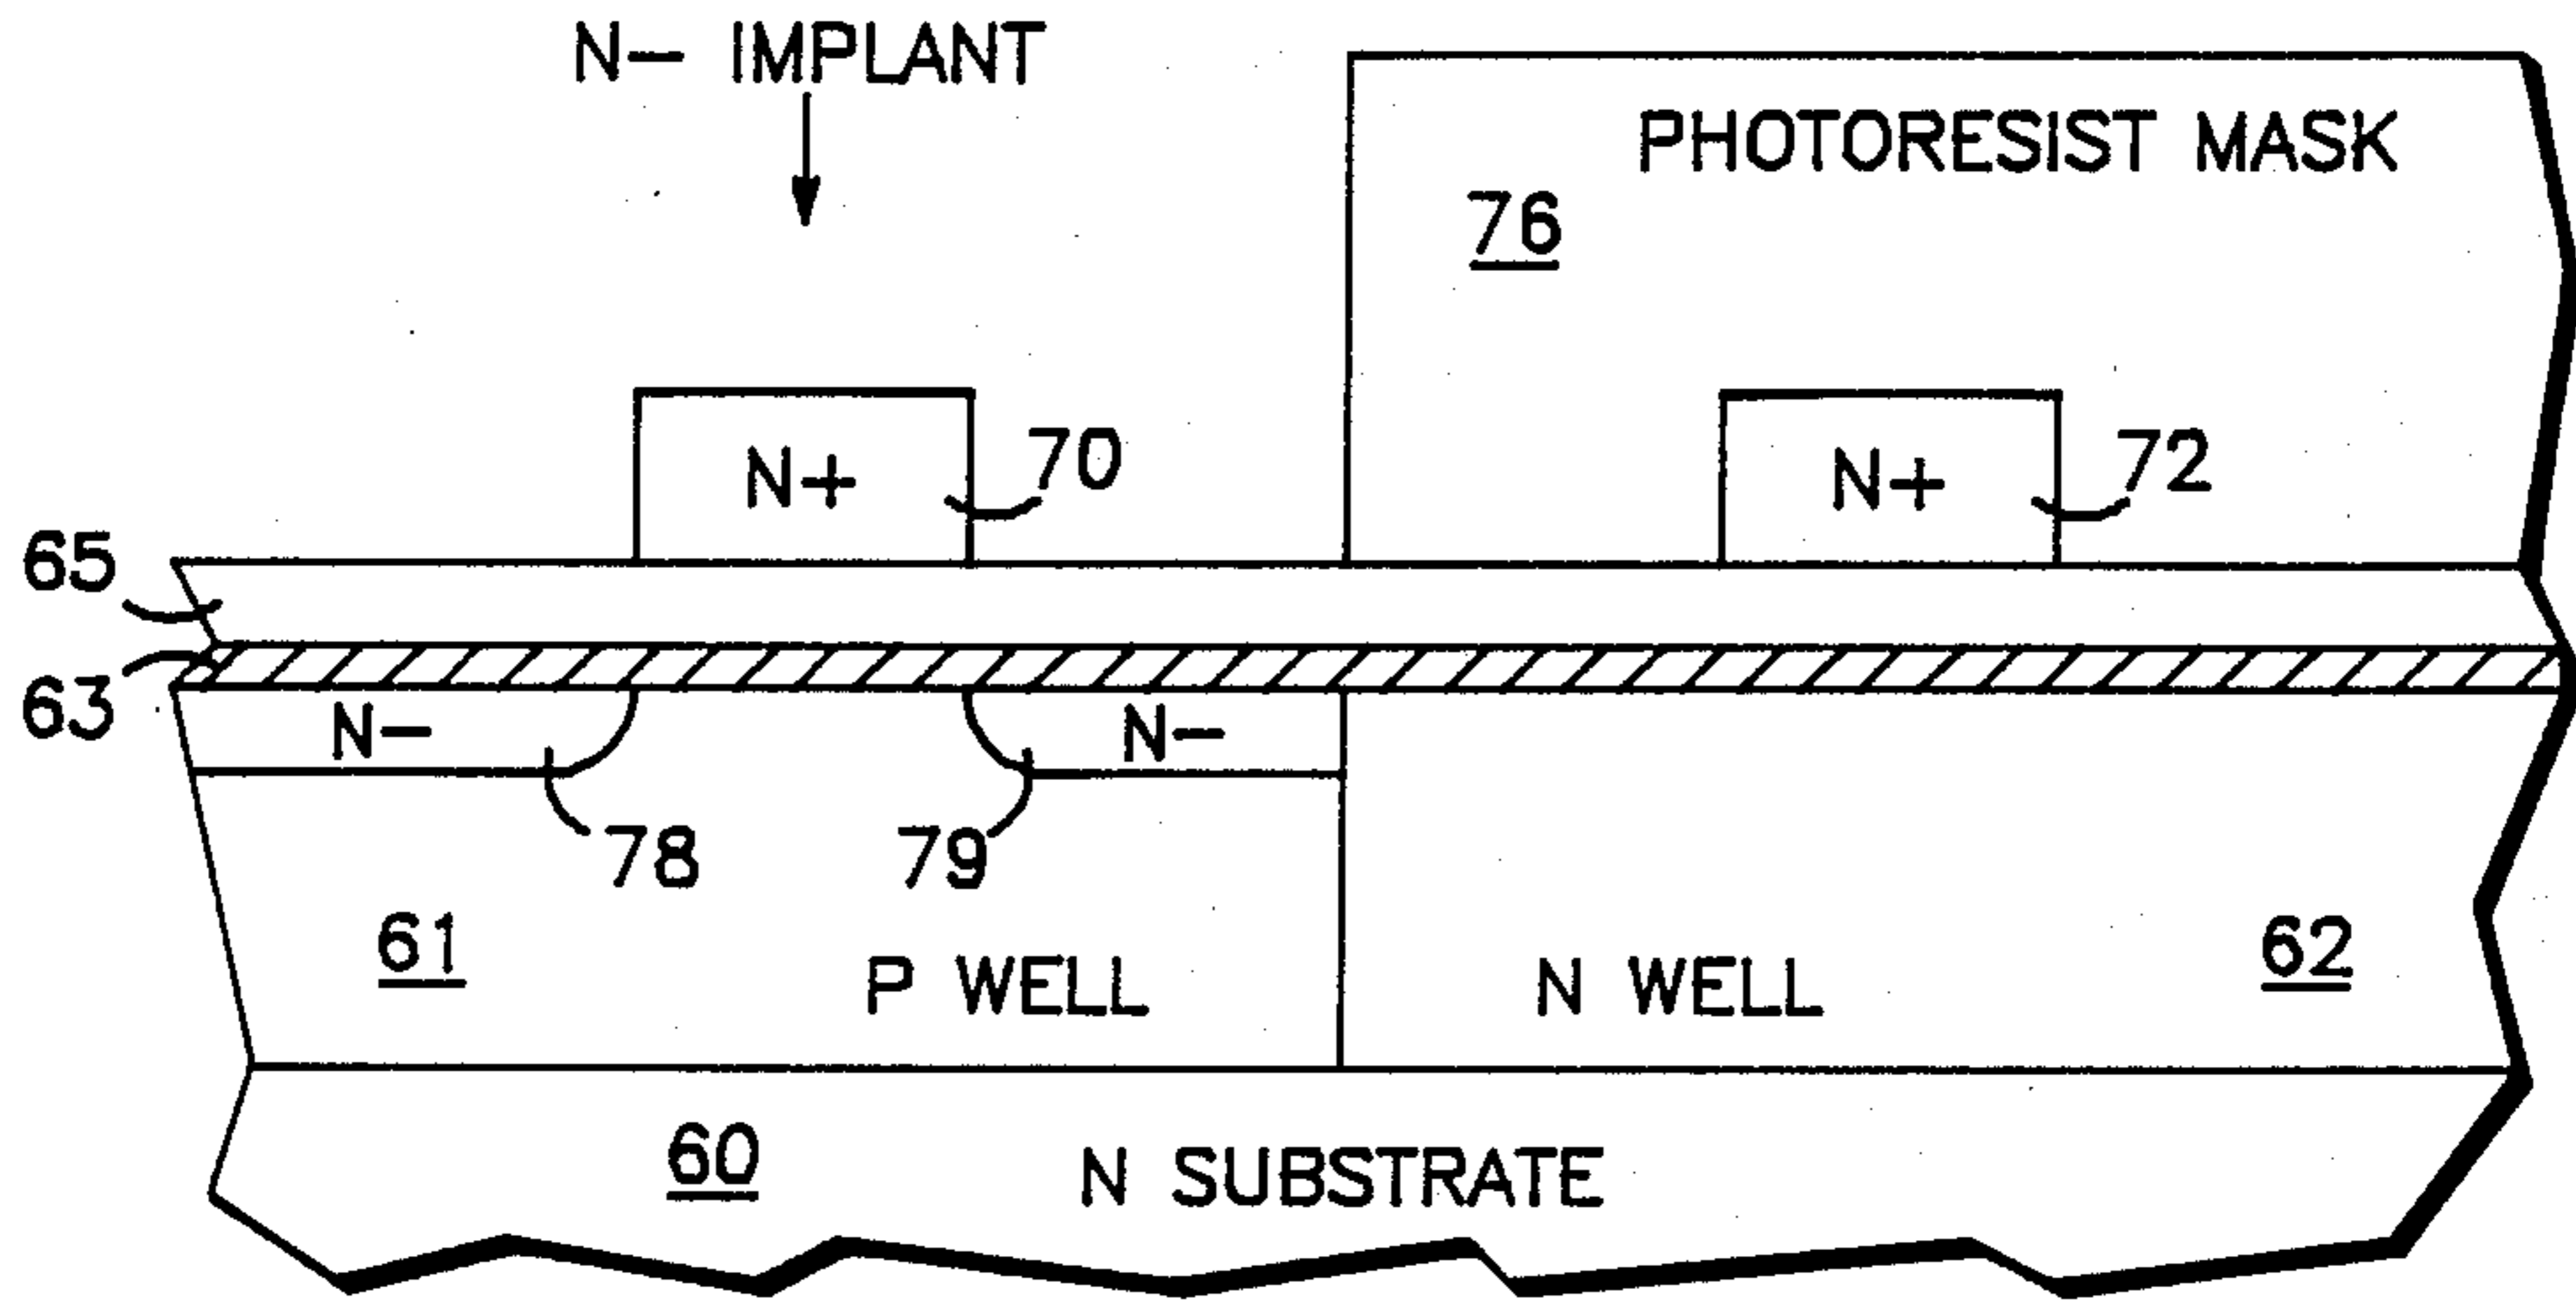 N- IMPLANT
PHOTORESIST MASK
76
N+
70
N+
72
65
63
N-
N-
78
79
61
P WELL
N WELL
62
60
N SUBSTRATE